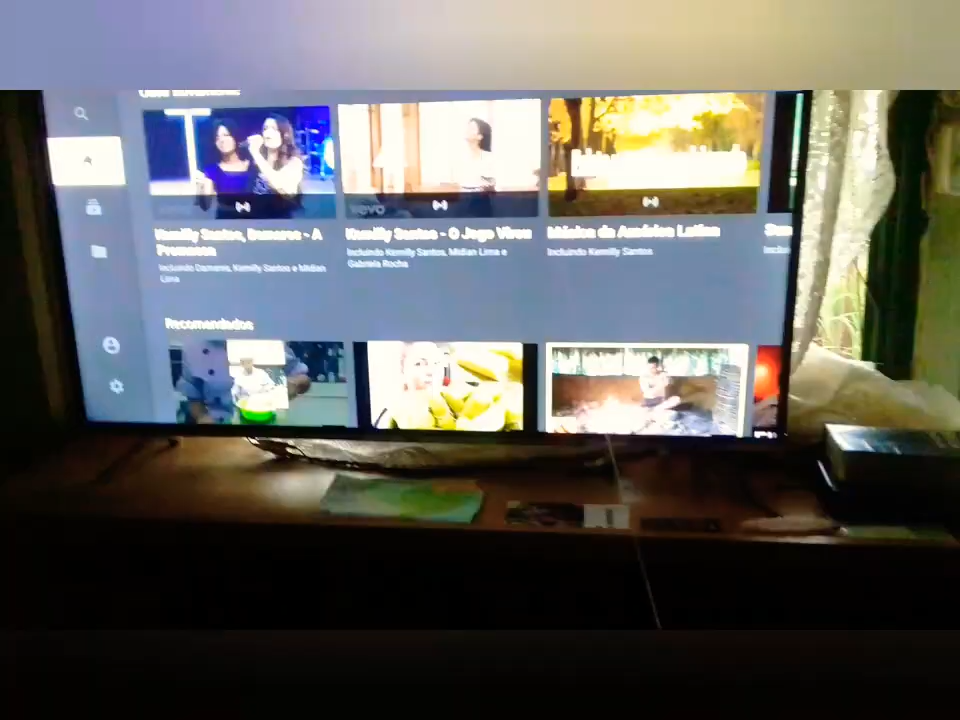 Kemilly Santos, Damares - A
Promessa
Incluindo Damares, Kemilly Santos e Midian
Lima
vevo
Kemilly Santos - O Jogo Virou
Incluindo Kemilly Santos, Midian Lima e
Gabriela Rocha
Música da América Latina
Incluindo Kemilly Santos
Recomendados